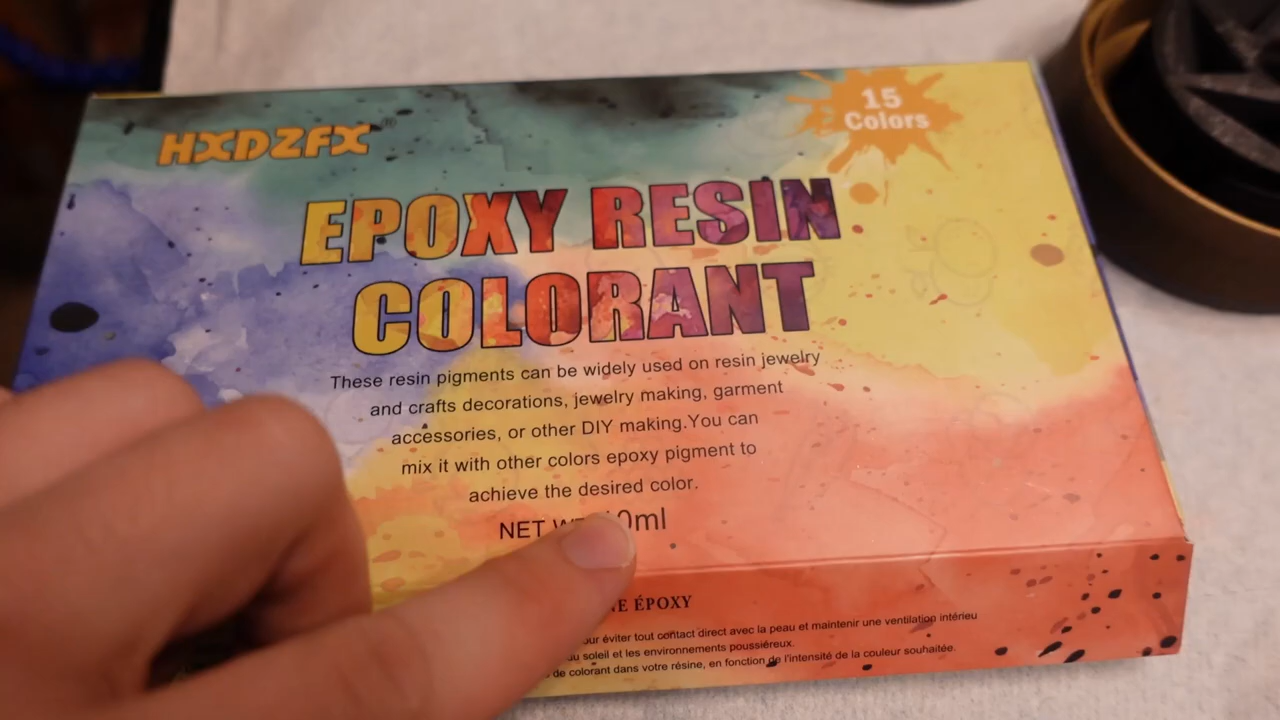 HXDZFX®
15
Colors
EPOXY RESIN
COLORANT
These resin pigments can be widely used on resin jewelry
and crafts decorations, jewelry making, garment
accessories, or other DIY making.You can
mix it with other colors epoxy pigment to
achieve the desired color.
NET
ÉPOXY
éviter tout contact direct avec la peau et maintenir une ventilation intérieu
soleil et les environnements poussiéreux.
de colorant dans votre résine, en fonction de l'intensité de la couleur souhaitée.